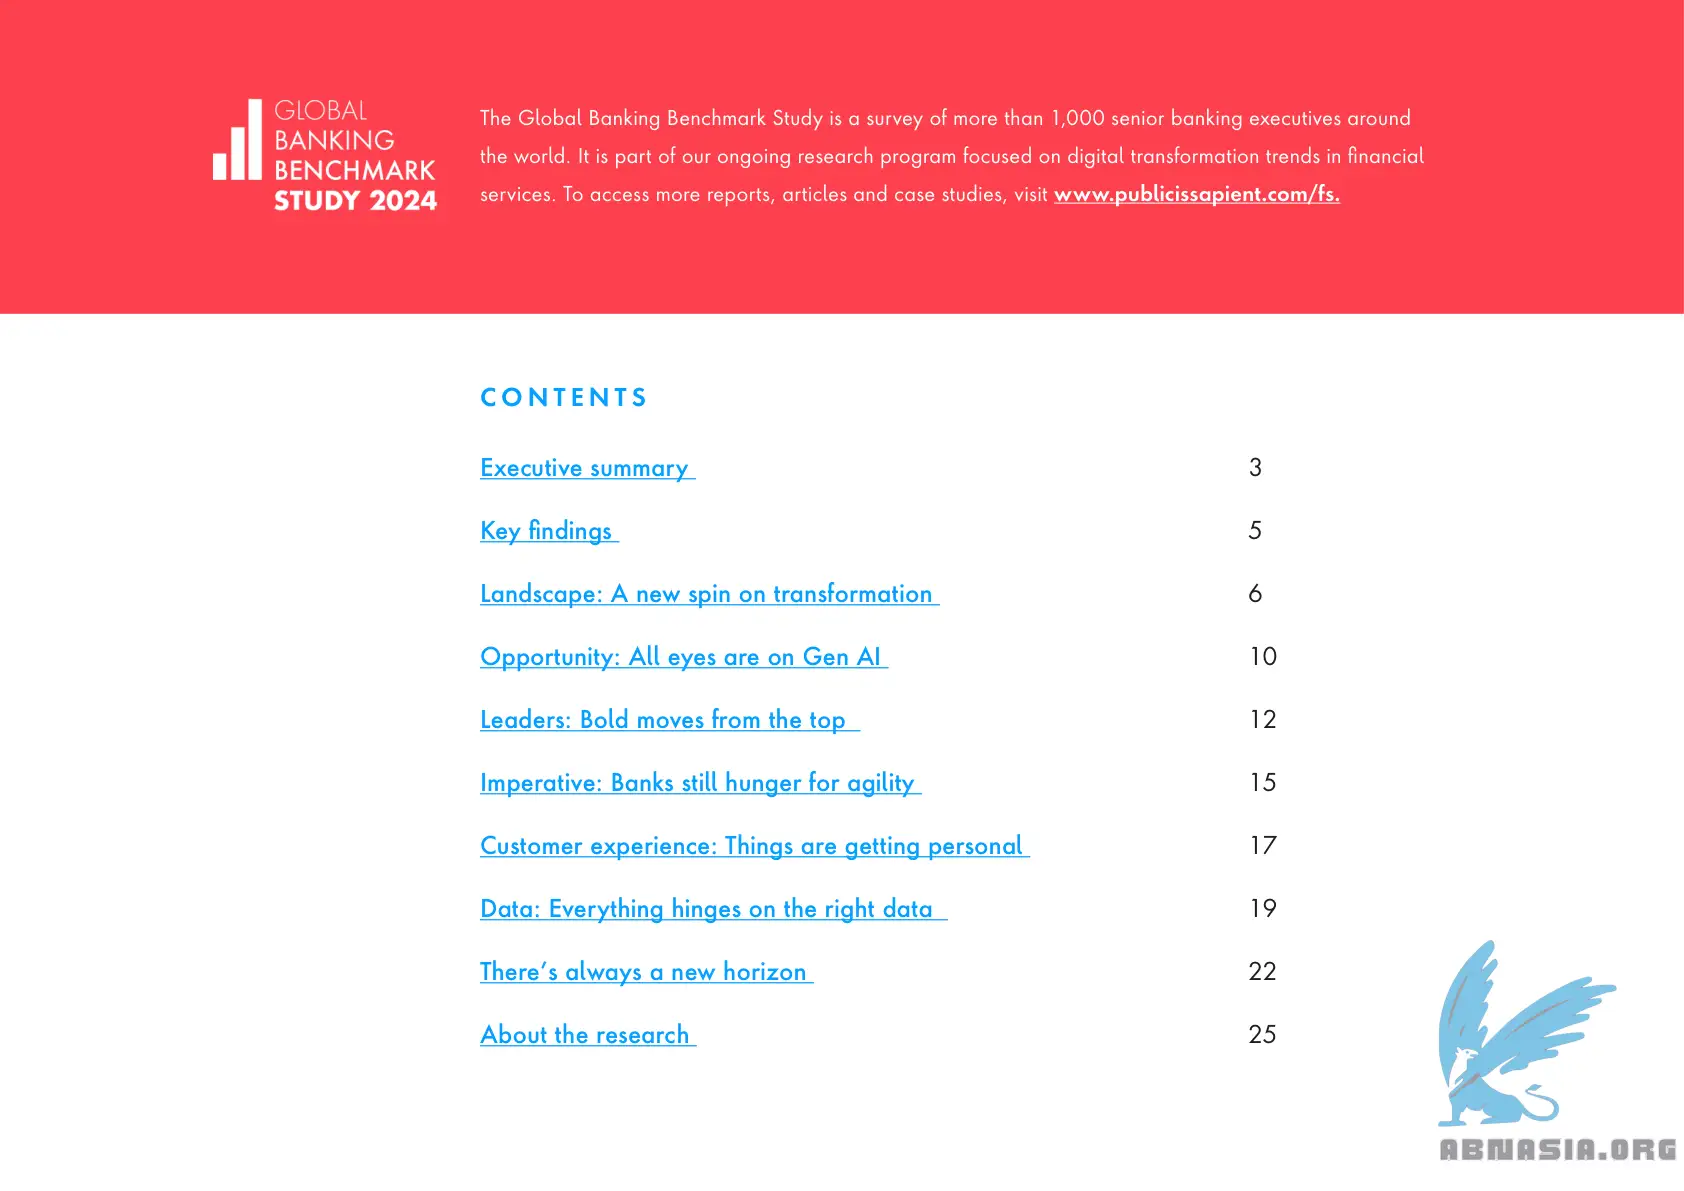 GLOBAL
BANKING
BENCHMARK
STUDY 2024
The Global Banking Benchmark Study is a survey of more than 1,000 senior banking executives around
the world. It is part of our ongoing research program focused on digital transformation trends in financial
services. To access more reports, articles and case studies, visit www.publicissapient.com/fs.
CONTENTS
Executive summary 3
Key findings 5
Landscape: A new spin on transformation 6
Opportunity: All eyes are on Gen AI 10
Leaders: Bold moves from the top 12
Imperative: Banks still hunger for agility 15
Customer experience: Things are getting personal 17
Data: Everything hinges on the right data 19
There’s always a new horizon 22
About the research 25
ABNASIA.ORG